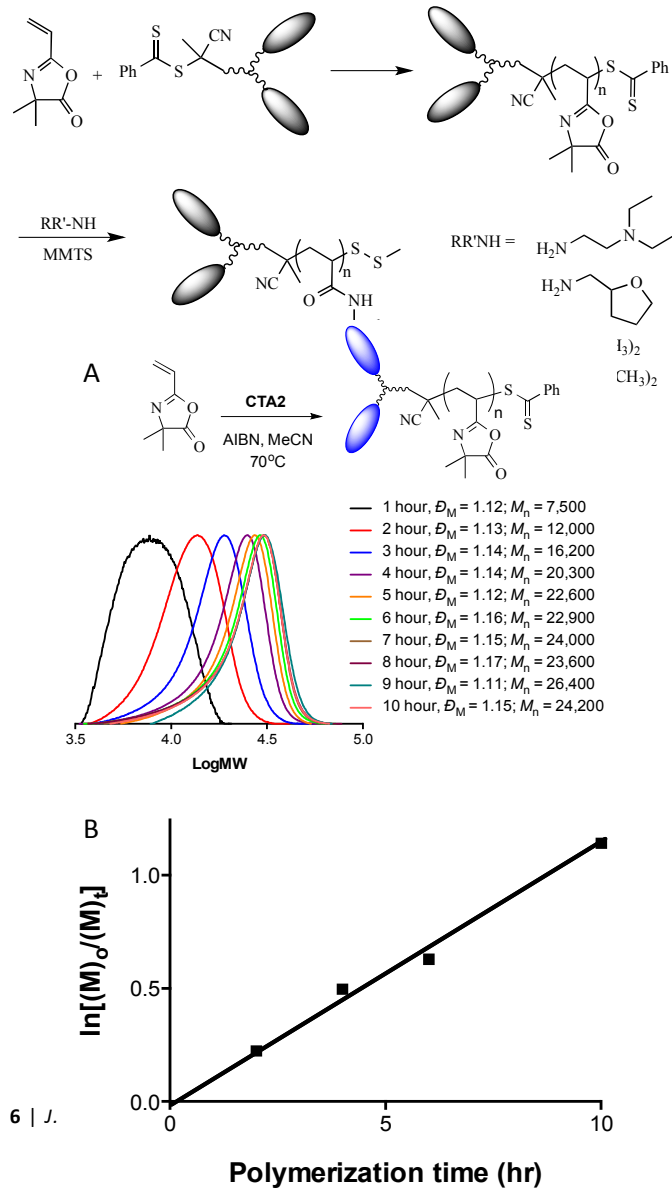 N
O
O
+
S
Ph
S
CN
NC
n
S
Ph
S
N
O
O
RR'-NH
MMTS
NC
n
S
S
O
NH
RR'NH =
H2N
N
H2N
O
I3)2
CH3)2
A
N
O
O
CTA2
AIBN, MeCN
70°C
NC
n
S
Ph
S
N
O
O
1 hour, ĐM = 1.12; Mn = 7,500
2 hour, ĐM = 1.13; Mn = 12,000
3 hour, ĐM = 1.14; Mn = 16,200
4 hour, ĐM = 1.14; Mn = 20,300
5 hour, ĐM = 1.12; Mn = 22,600
6 hour, ĐM = 1.16; Mn = 22,900
7 hour, ĐM = 1.15; Mn = 24,000
8 hour, ĐM = 1.17; Mn = 23,600
9 hour, ĐM = 1.11; Mn = 26,400
10 hour, ĐM = 1.15; Mn = 24,200
3.5 4.0 4.5 5.0
LogMW
B
ln[(M)o/(M)t]
1.0
0.5
0.0
0 5 10
6 | J.
Polymerization time (hr)